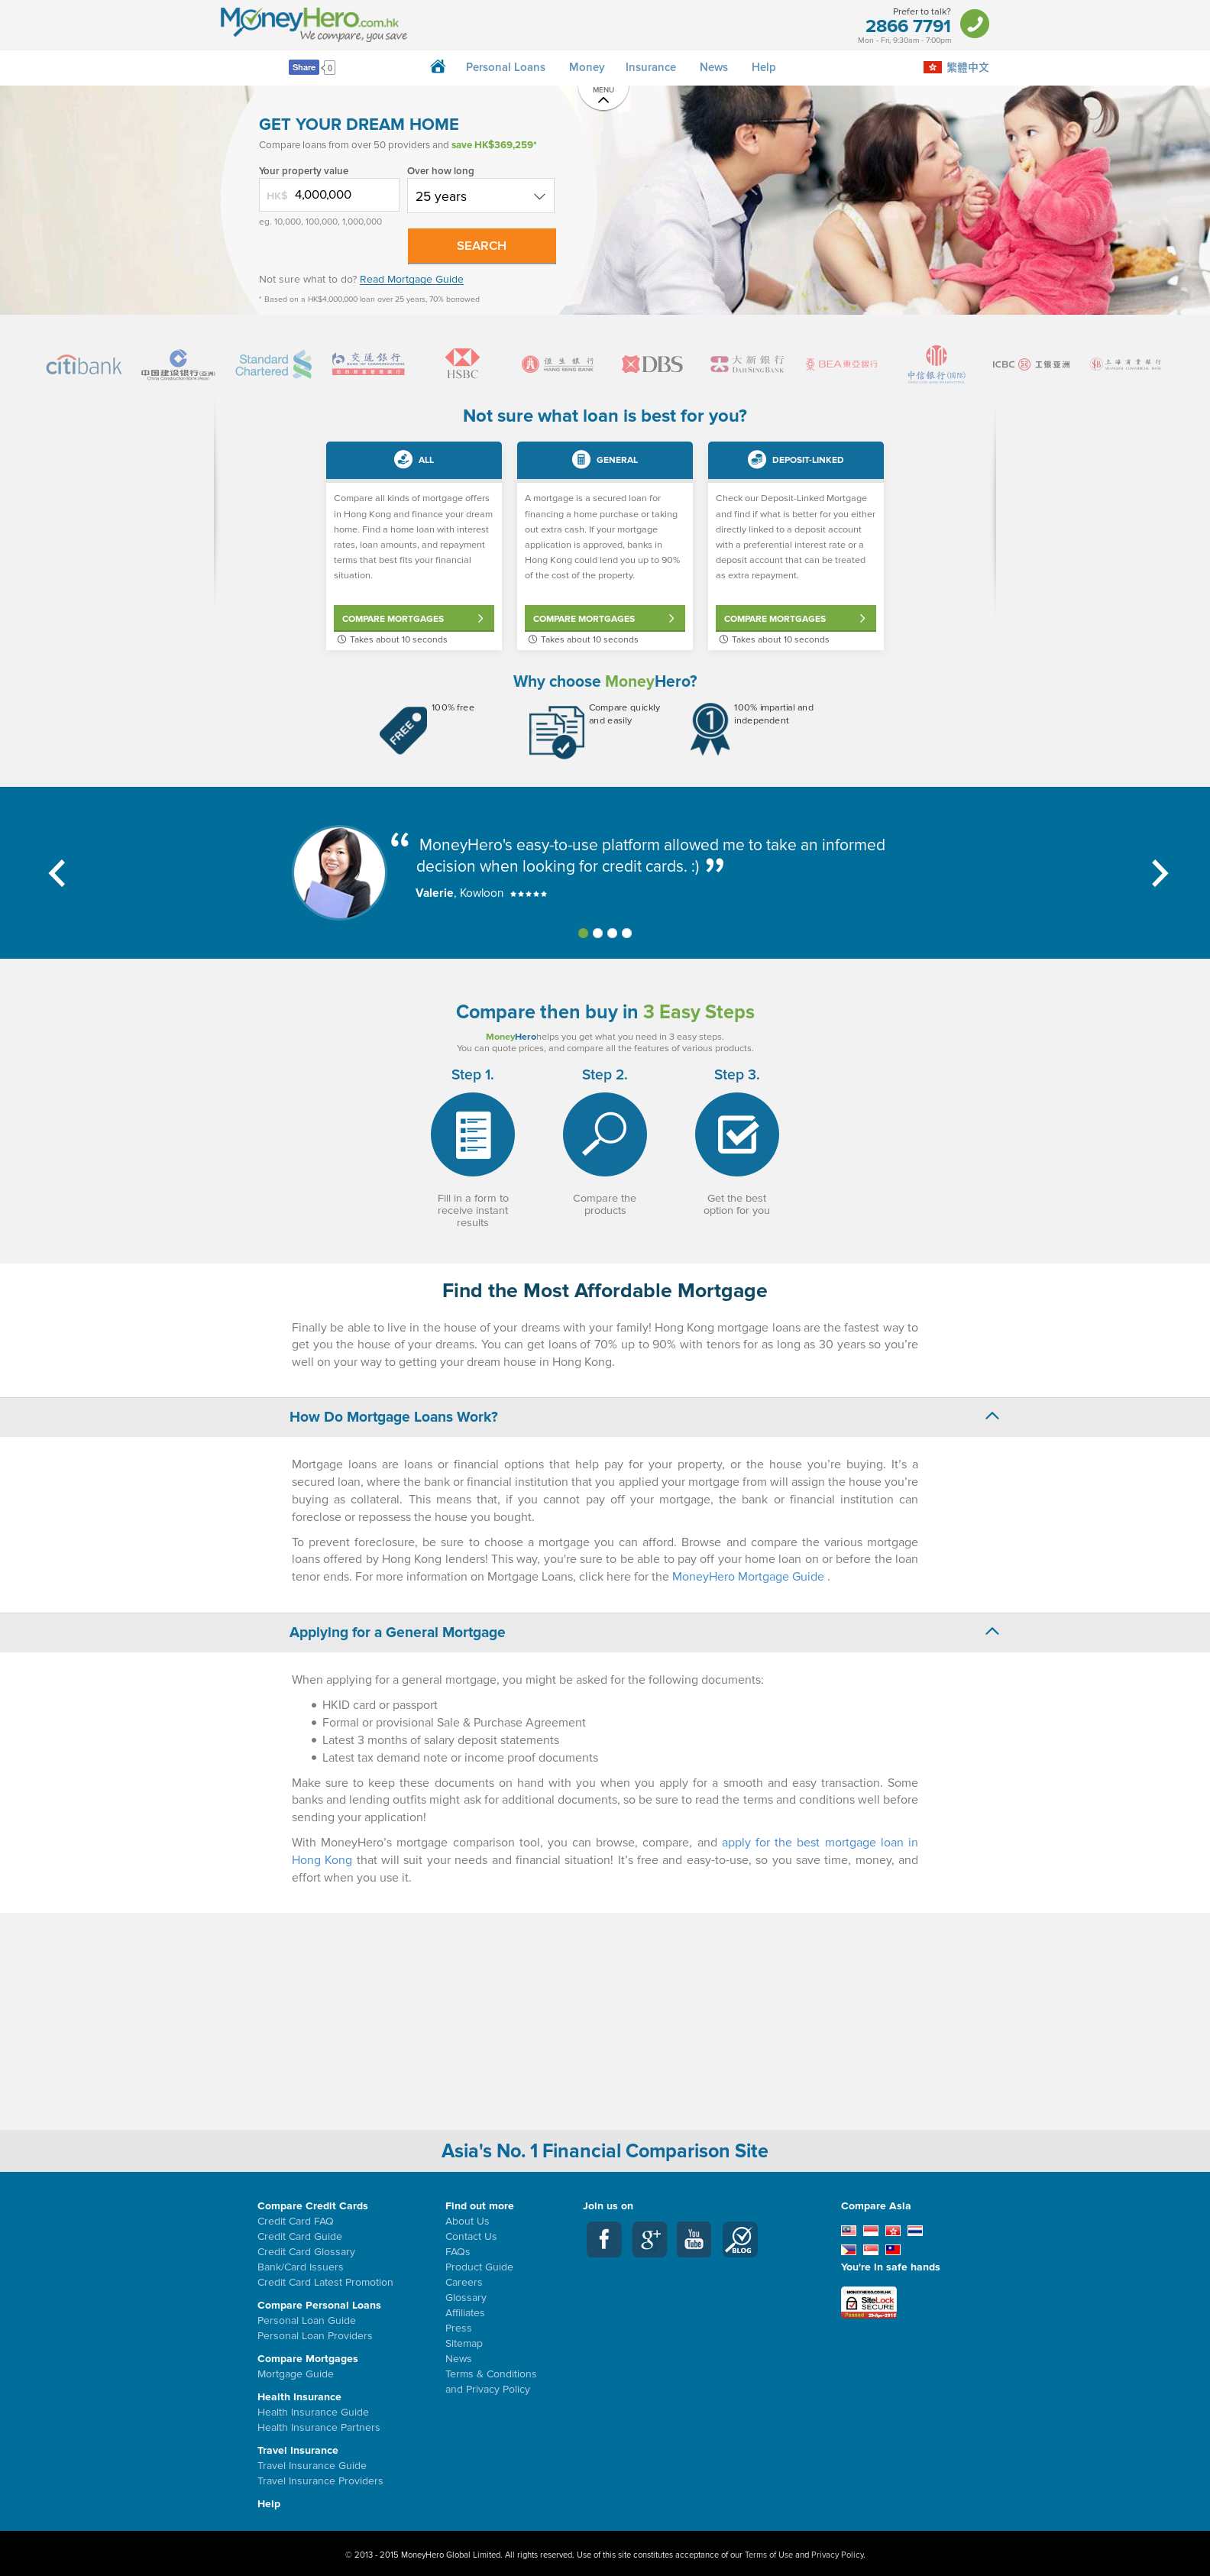 MoneyHero.com.hk
We compare, you save
Prefer to talk?
2866 7791
Mon - Fri, 9:30am - 7:00pm
Share 0
Personal Loans Money Insurance News Help
繁體中文
MENU
GET YOUR DREAM HOME
Compare loans from over 50 providers and save HK$369,259*
Your property value Over how long
HK$ 4,000,000 25 years
eg. 10,000, 100,000, 1,000,000
SEARCH
Not sure what to do? Read Mortgage Guide
* Based on a HK$4,000,000 loan over 25 years, 70% borrowed
citibank
中国建设银行(亞洲)
China Construction Bank (Asia)
Standard Chartered
交通銀行
HSBC
恒生銀行
HANG SENG BANK
DBS
大新銀行
DAH SING BANK
BEA東亞銀行
中信银行(国际)
ICBC 工银亚洲
上海商業銀行
Not sure what loan is best for you?
ALL
Compare all kinds of mortgage offers
in Hong Kong and finance your dream
home. Find a home loan with interest
rates, loan amounts, and repayment
terms that best fits your financial
situation.
COMPARE MORTGAGES
Takes about 10 seconds
GENERAL
A mortgage is a secured loan for
financing a home purchase or taking
out extra cash. If your mortgage
application is approved, banks in
Hong Kong could lend you up to 90%
of the cost of the property.
COMPARE MORTGAGES
Takes about 10 seconds
DEPOSIT-LINKED
Check our Deposit-Linked Mortgage
and find if what is better for you either
directly linked to a deposit account
with a preferential interest rate or a
deposit account that can be treated
as extra repayment.
COMPARE MORTGAGES
Takes about 10 seconds
Why choose MoneyHero?
FREE
100% free
Compare quickly
and easily
1
100% impartial and
independent
“ MoneyHero's easy-to-use platform allowed me to take an informed
decision when looking for credit cards. :) ”
Valerie, Kowloon ★★★★★
Compare then buy in 3 Easy Steps
MoneyHerohelps you get what you need in 3 easy steps.
You can quote prices, and compare all the features of various products.
Step 1. Step 2. Step 3.
Fill in a form to
receive instant
results
Compare the
products
Get the best
option for you
Find the Most Affordable Mortgage
Finally be able to live in the house of your dreams with your family! Hong Kong mortgage loans are the fastest way to
get you the house of your dreams. You can get loans of 70% up to 90% with tenors for as long as 30 years so you’re
well on your way to getting your dream house in Hong Kong.
How Do Mortgage Loans Work?
Mortgage loans are loans or financial options that help pay for your property, or the house you’re buying. It’s a
secured loan, where the bank or financial institution that you applied your mortgage from will assign the house you’re
buying as collateral. This means that, if you cannot pay off your mortgage, the bank or financial institution can
foreclose or repossess the house you bought.
To prevent foreclosure, be sure to choose a mortgage you can afford. Browse and compare the various mortgage
loans offered by Hong Kong lenders! This way, you're sure to be able to pay off your home loan on or before the loan
tenor ends. For more information on Mortgage Loans, click here for the MoneyHero Mortgage Guide .
Applying for a General Mortgage
When applying for a general mortgage, you might be asked for the following documents:
• HKID card or passport
• Formal or provisional Sale & Purchase Agreement
• Latest 3 months of salary deposit statements
• Latest tax demand note or income proof documents
Make sure to keep these documents on hand with you when you apply for a smooth and easy transaction. Some
banks and lending outfits might ask for additional documents, so be sure to read the terms and conditions well before
sending your application!
With MoneyHero’s mortgage comparison tool, you can browse, compare, and apply for the best mortgage loan in
Hong Kong that will suit your needs and financial situation! It’s free and easy-to-use, so you save time, money, and
effort when you use it.
Asia's No. 1 Financial Comparison Site
Compare Credit Cards
Credit Card FAQ
Credit Card Guide
Credit Card Glossary
Bank/Card Issuers
Credit Card Latest Promotion
Compare Personal Loans
Personal Loan Guide
Personal Loan Providers
Compare Mortgages
Mortgage Guide
Health Insurance
Health Insurance Guide
Health Insurance Partners
Travel Insurance
Travel Insurance Guide
Travel Insurance Providers
Help
Find out more
About Us
Contact Us
FAQs
Product Guide
Careers
Glossary
Affiliates
Press
Sitemap
News
Terms & Conditions
and Privacy Policy
Join us on
f g+ You Tube BLOG
Compare Asia
You're in safe hands
MONEYHERO.COM.HK
SiteLock
SECURE
Passed 29-Apr-2015
© 2013 - 2015 MoneyHero Global Limited. All rights reserved. Use of this site constitutes acceptance of our Terms of Use and Privacy Policy.